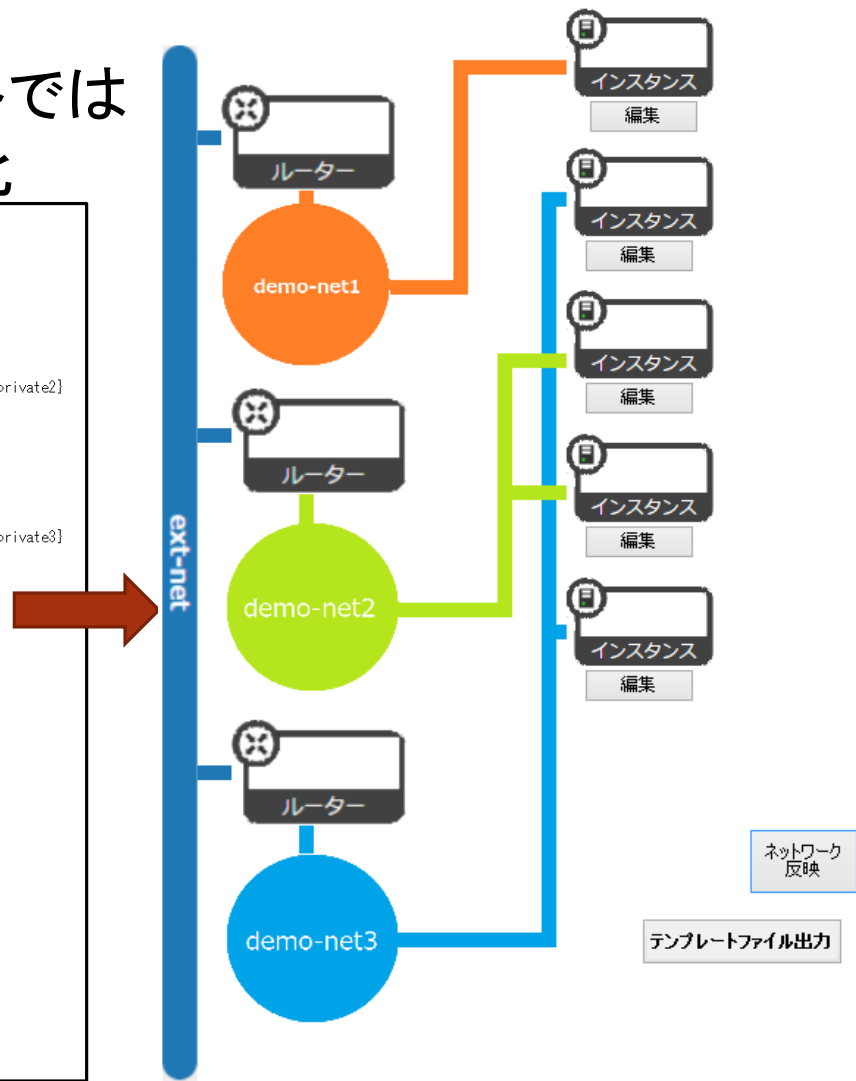 では
private2}
private3}
ext-net
ルーター
demo-net1
ルーター
demo-net2
ルーター
demo-net3
インスタンス
編集
インスタンス
編集
インスタンス
編集
インスタンス
編集
インスタンス
編集
ネットワーク
反映
テンプレートファイル出力